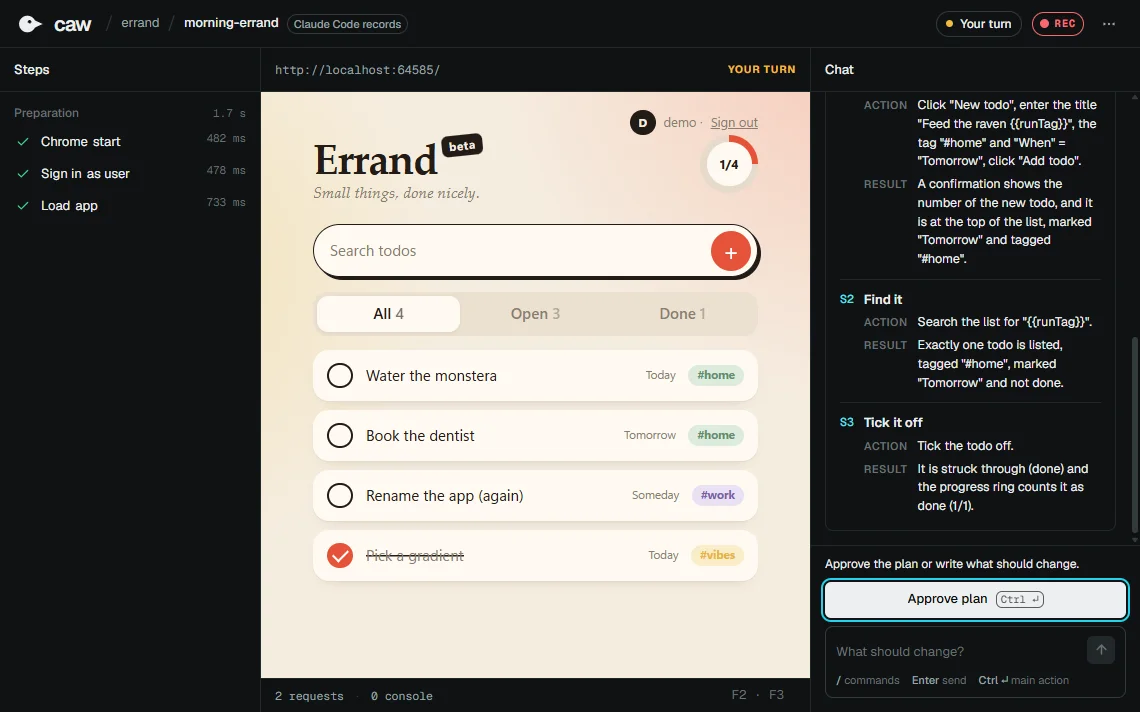 caw / errand / morning-errand Claude Code records
Your turn REC ···
Steps
Preparation 1.7 s
Chrome start 482 ms
Sign in as user 478 ms
Load app 733 ms
http://localhost:64585/ YOUR TURN
D demo · Sign out
Errand beta
1/4
Small things, done nicely.
Search todos +
All 4 Open 3 Done 1
Water the monstera Today #home
Book the dentist Tomorrow #home
Rename the app (again) Someday #work
Pick a gradient Today #vibes
2 requests · 0 console F2 · F3
Chat
ACTION Click "New todo", enter the title
"Feed the raven {{runTag}}", the
tag "#home" and "When" =
"Tomorrow", click "Add todo".
RESULT A confirmation shows the
number of the new todo, and it
is at the top of the list, marked
"Tomorrow" and tagged
"#home".
S2 Find it
ACTION Search the list for "{{runTag}}".
RESULT Exactly one todo is listed,
tagged "#home", marked
"Tomorrow" and not done.
S3 Tick it off
ACTION Tick the todo off.
RESULT It is struck through (done) and
the progress ring counts it as
done (1/1).
Approve the plan or write what should change.
Approve plan Ctrl ↵
What should change?
/ commands Enter send Ctrl ↵ main action